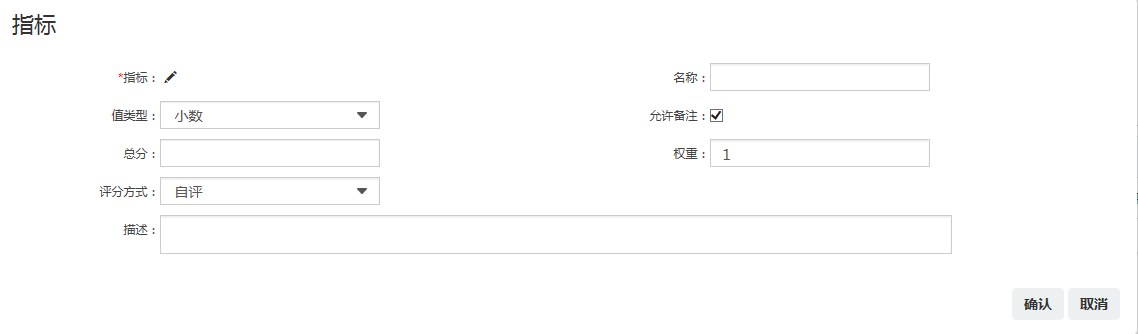 指标
*指标： 名称：
值类型： 小数 允许备注：
总分： 权重： 1
评分方式： 自评
描述：
确认 取消